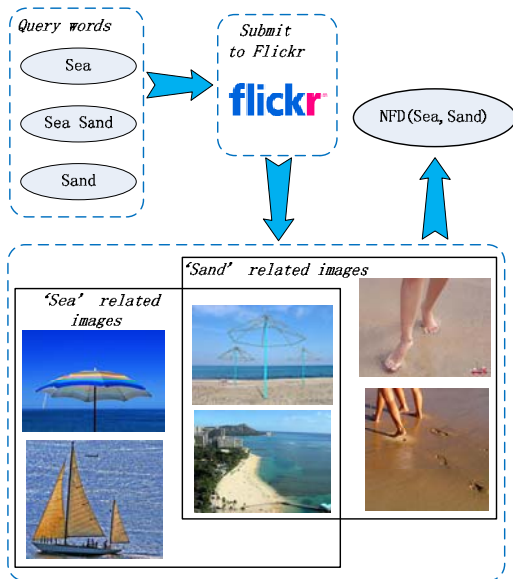 Query words
Sea
Sea Sand
Sand
Submit
to Flickr
flickr
NFD(Sea, Sand)
‘Sand’ related images
‘Sea’ related
images